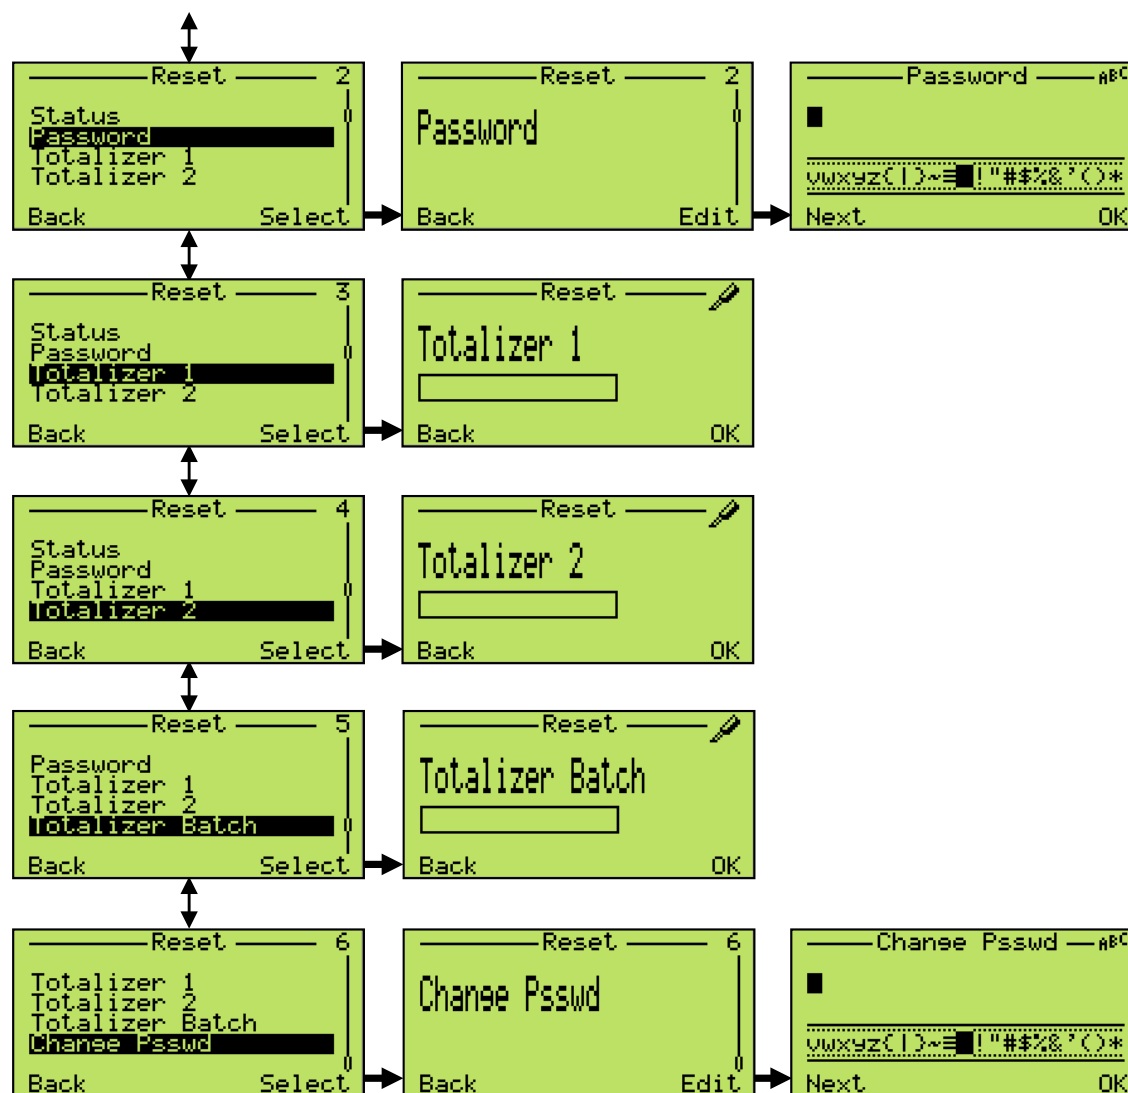 Reset 2
Status
Password
Totalizer 1
Totalizer 2
Back Select
Reset 2
Password
Back Edit
Password ABC
vwxyz{|}~≡ !"#$%&'()*
Next OK
Reset 3
Status
Password
Totalizer 1
Totalizer 2
Back Select
Reset
Totalizer 1
Back OK
Reset 4
Status
Password
Totalizer 1
Totalizer 2
Back Select
Reset
Totalizer 2
Back OK
Reset 5
Password
Totalizer 1
Totalizer 2
Totalizer Batch
Back Select
Reset
Totalizer Batch
Back OK
Reset 6
Totalizer 1
Totalizer 2
Totalizer Batch
Change Psswd
Back Select
Reset 6
Change Psswd
Back Edit
Change Psswd ABC
vwxyz{|}~≡ !"#$%&'()*
Next OK